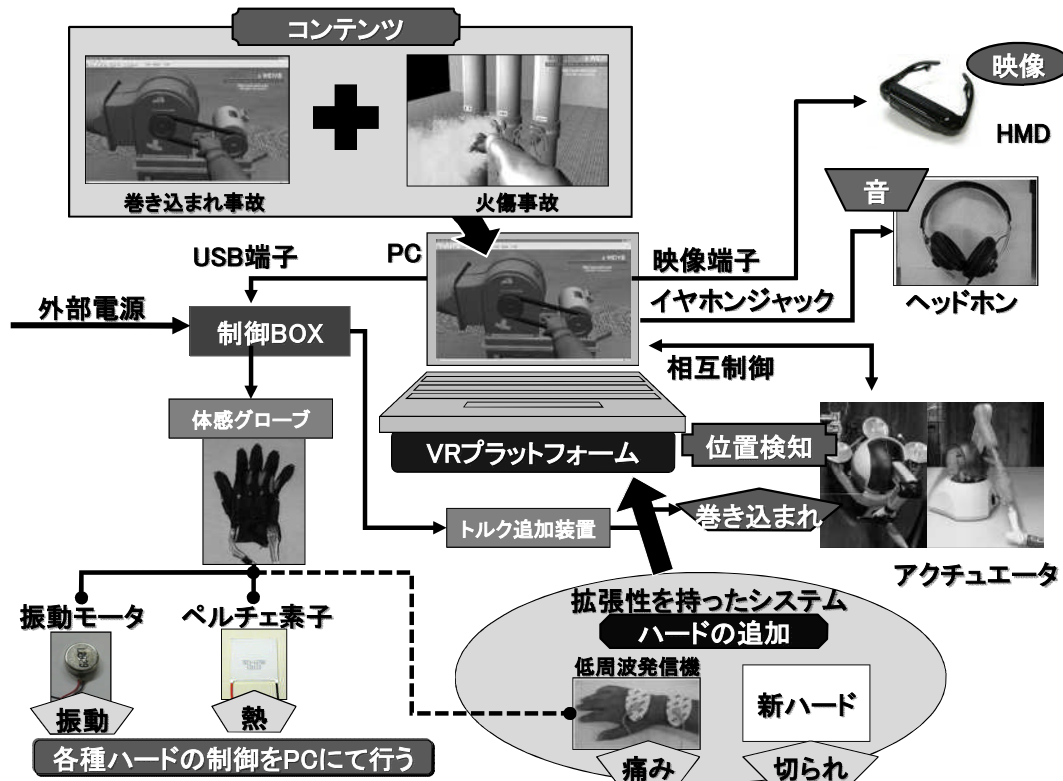 コンテンツ
巻き込まれ事故
火傷事故
映像
HMD
音
ヘッドホン
USB端子
PC
映像端子
イヤホンジャック
外部電源
制御BOX
相互制御
体感グローブ
VRプラットフォーム
位置検知
トルク追加装置
巻き込まれ
アクチュエータ
振動モータ
ペルチェ素子
拡張性を持ったシステム
ハードの追加
低周波発信機
新ハード
振動
熱
痛み
切られ
各種ハードの制御をPCにて行う